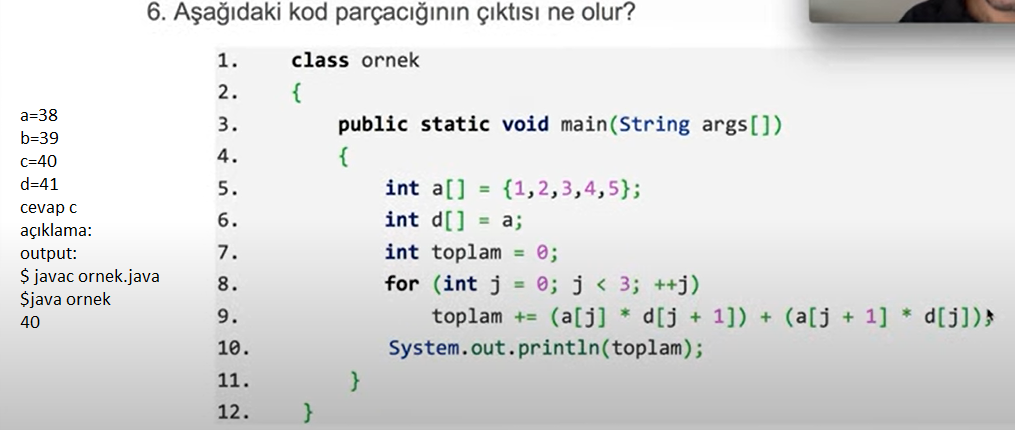 6. Aşağıdaki kod parçacığının çıktısı ne olur?
a=38
b=39
c=40
d=41
cevap c
açıklama:
output:
$ javac ornek.java
$java ornek
40
1. class ornek
2. {
3. public static void main(String args[])
4. {
5. int a[] = {1,2,3,4,5};
6. int d[] = a;
7. int toplam = 0;
8. for (int j = 0; j < 3; ++j)
9. toplam += (a[j] * d[j + 1]) + (a[j + 1] * d[j]);
10. System.out.println(toplam);
11. }
12. }